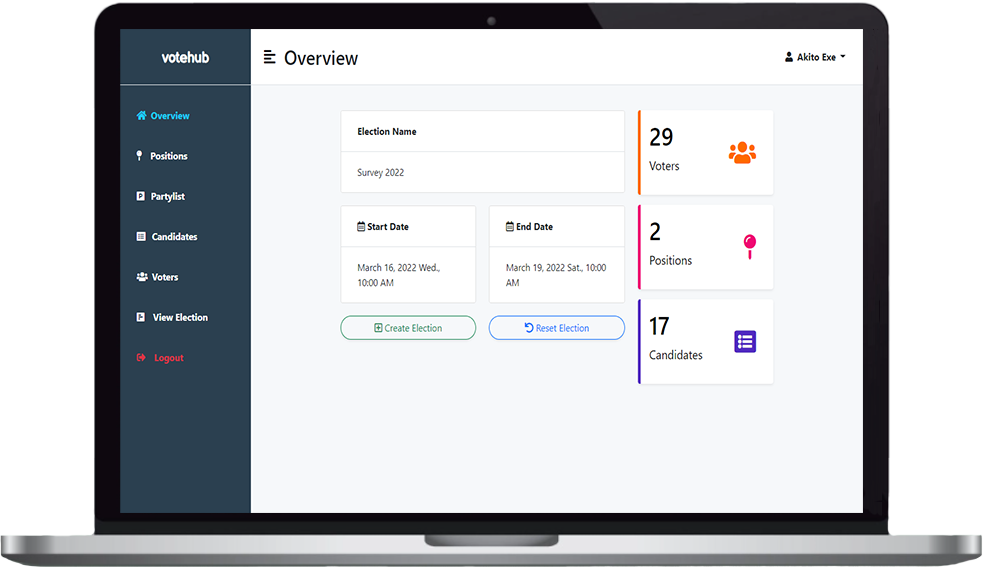 votehub
Overview
Akito Exe
Overview
Positions
Partylist
Candidates
Voters
View Election
Logout
Election Name
Survey 2022
Start Date
March 16, 2022 Wed.,
10:00 AM
End Date
March 19, 2022 Sat., 10:00
AM
Create Election
Reset Election
29
Voters
2
Positions
17
Candidates